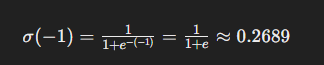 σ(−1) = 1/(1+e^{−(−1)}) = 1/(1+e) ≈ 0.2689